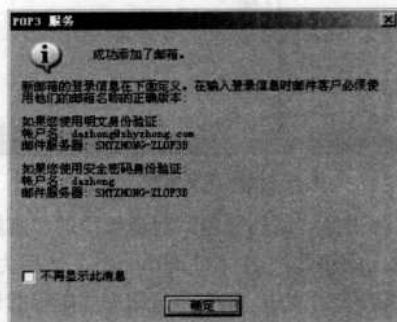 POP3 服务
成功添加了邮箱。
新邮箱的登录信息在下面定义。在输入登录信息时邮件客户必须使
用他们的邮箱名称的正确版本:
如果您使用明文身份验证:
帐户名: dazhong@shyzhong.com
邮件服务器: SHYZHONG-ZLOP3B
如果您使用安全密码身份验证:
帐户名: dazhong
邮件服务器: SHYZHONG-ZLOP3B
不再显示此消息
确定